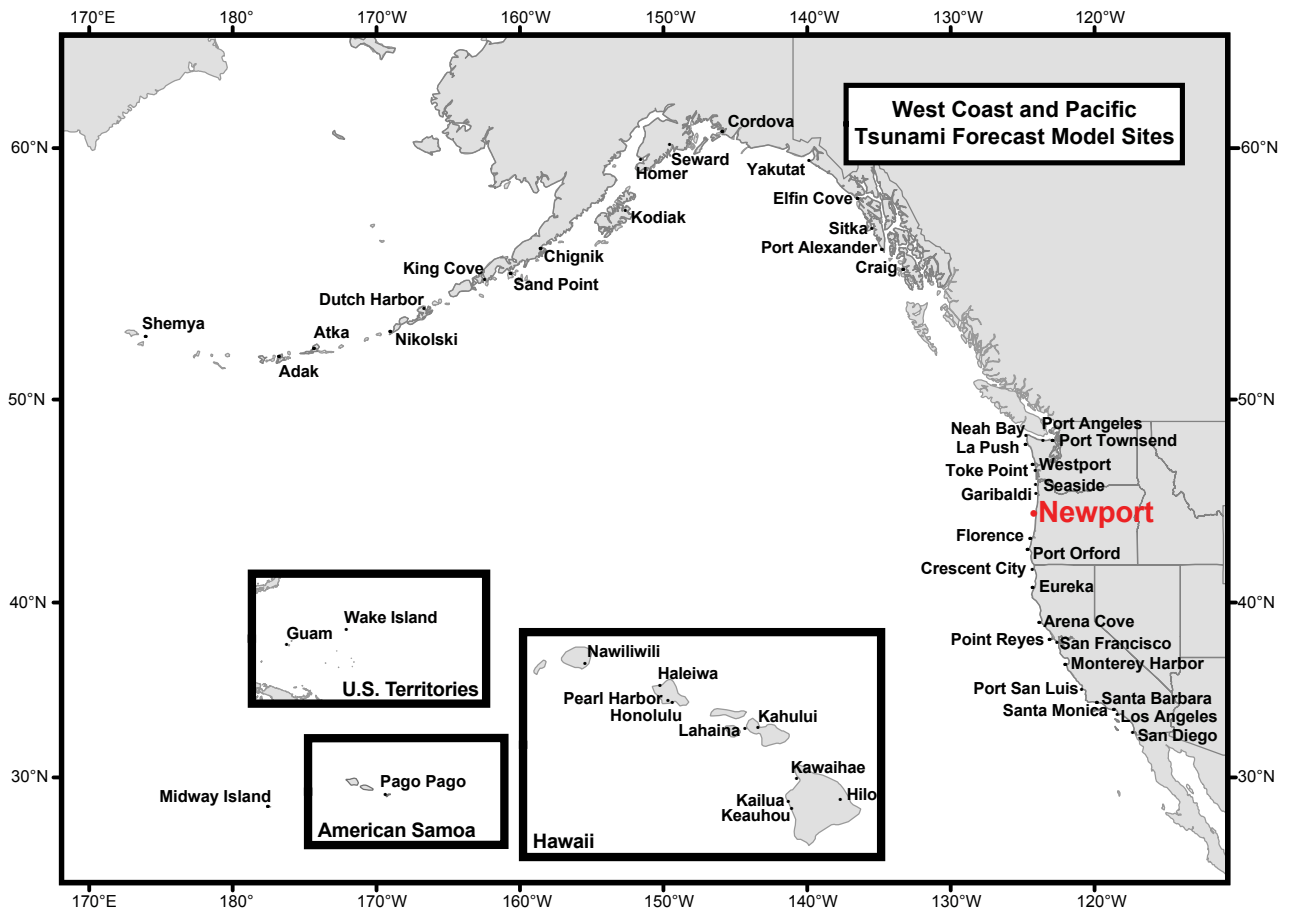 170°E 180° 170°W 160°W 150°W 140°W 130°W 120°W
West Coast and Pacific
Tsunami Forecast Model Sites
60°N
60°N
Cordova
Seward
Homer
Yakutat
Elfin Cove
Kodiak
Sitka
Port Alexander
Chignik
Craig
King Cove
Sand Point
Dutch Harbor
Shemya
Atka
Nikolski
Adak
50°N
50°N
Neah Bay
Port Angeles
La Push
Port Townsend
Toke Point
Westport
Seaside
Garibaldi
Newport
Florence
Port Orford
Crescent City
Eureka
40°N
40°N
Arena Cove
Point Reyes
San Francisco
Monterey Harbor
Port San Luis
Santa Barbara
Santa Monica
Los Angeles
San Diego
Wake Island
Guam
U.S. Territories
Nawiliwili
Haleiwa
Pearl Harbor
Honolulu
Kahului
Lahaina
Kawaihae
Kailua
Hilo
Keauhou
Hawaii
30°N
30°N
Midway Island
Pago Pago
American Samoa
170°E 180° 170°W 160°W 150°W 140°W 130°W 120°W